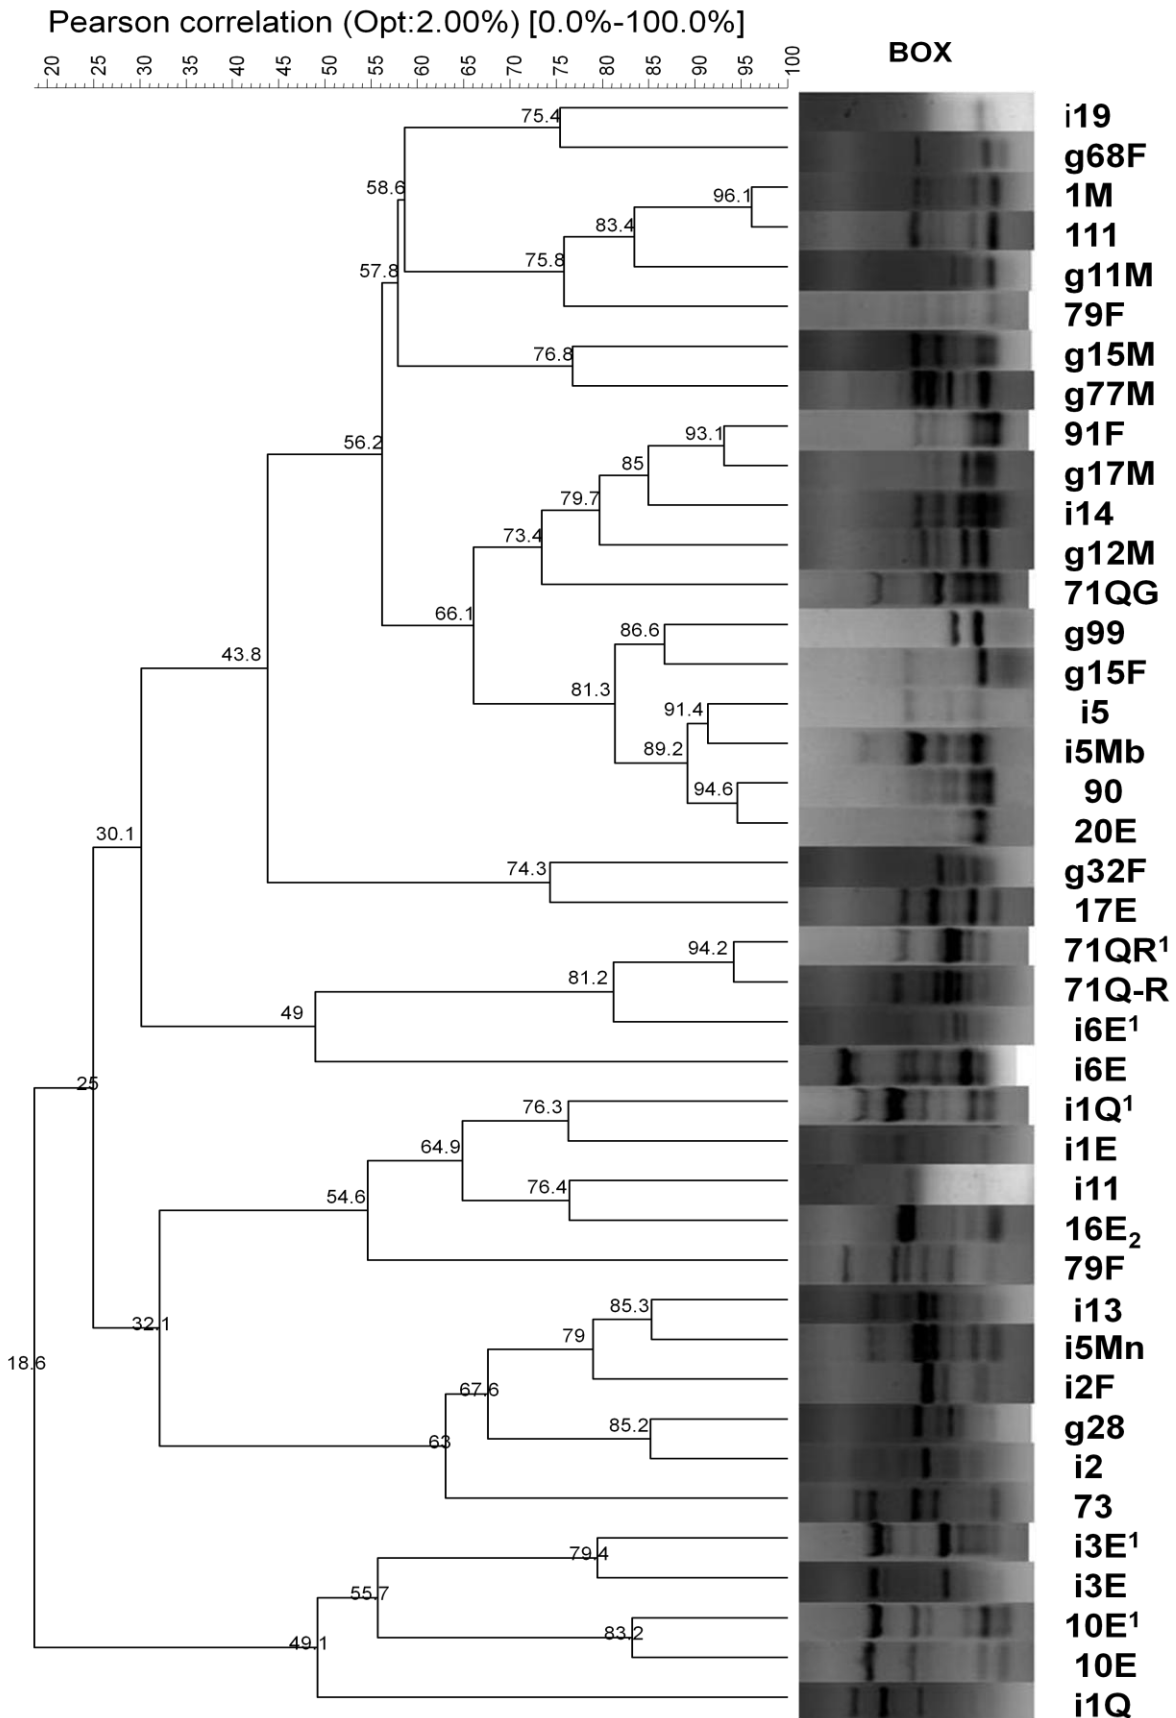 Pearson correlation (Opt:2.00%) [0.0%-100.0%]
BOX
20 25 30 35 40 45 50 55 60 65 70 75 80 85 90 95 100
75.4 i19
g68F
58.6
96.1 1M
83.4 111
75.8 g11M
57.8
79F
76.8 g15M
g77M
56.2
93.1 91F
85 g17M
79.7 i14
73.4 g12M
71QG
66.1
86.6 g99
43.8
81.3 g15F
91.4 i5
89.2 i5Mb
94.6 90
20E
30.1
74.3 g32F
17E
94.2 71QR¹
81.2 71Q-R
49 i6E¹
i6E
25
76.3 i1Q¹
64.9 i1E
54.6 76.4 i11
16E₂
79F
32.1
85.3 i13
79 i5Mn
18.6
67.6 i2F
63 85.2 g28
i2
73
79.4 i3E¹
55.7 i3E
49.1 83.2 10E¹
10E
i1Q